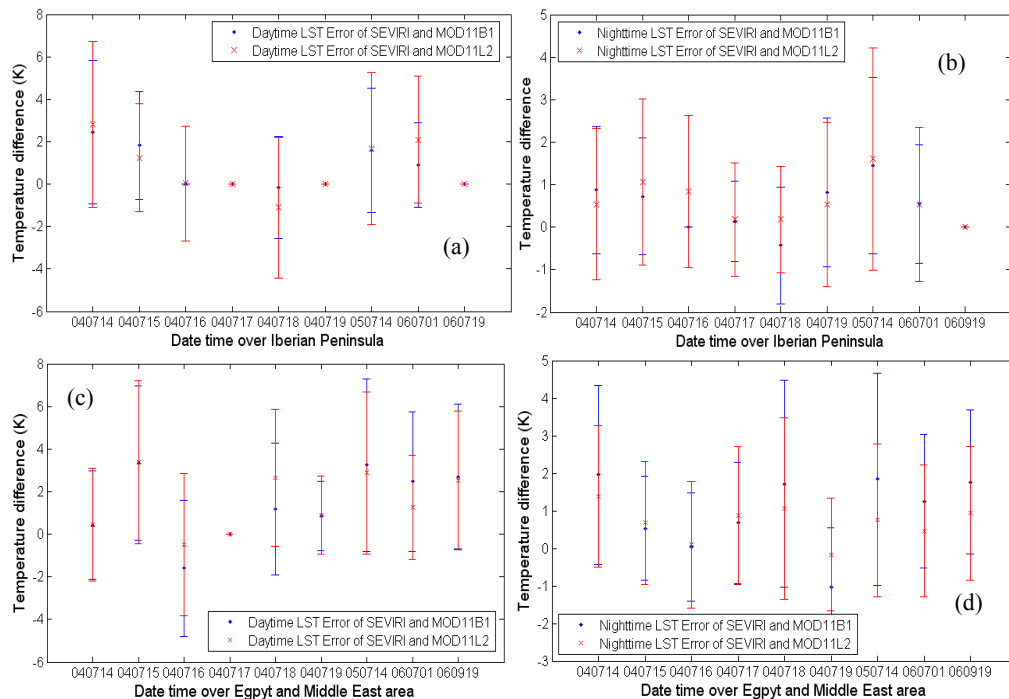 Daytime LST Error of SEVIRI and MOD11B1
Daytime LST Error of SEVIRI and MOD11L2
8
6
4
2
0
-2
-4
-6
Temperature difference (K)
(a)
040714 040715 040716 040717 040718 040719 050714 060701 060719
Date time over Iberian Peninsula
Nighttime LST Error of SEVIRI and MOD11B1
Nighttime LST Error of SEVIRI and MOD11L2
5
4
3
2
1
0
-1
-2
Temperature difference
(b)
040714 040715 040716 040717 040718 040719 050714 060701 060919
Date time over Iberian Peninsula
8
6
4
2
0
-2
-4
-6
Temperature difference (K)
(c)
Daytime LST Error of SEVIRI and MOD11B1
Daytime LST Error of SEVIRI and MOD11L2
040714 040715 040716 040717 040718 040719 050714 060701 060919
Date time over Egpyt and Middle East area
5
4
3
2
1
0
-1
-2
-3
Temperature difference (K)
Nighttime LST Error of SEVIRI and MOD11B1
Nighttime LST Error of SEVIRI and MOD11L2
(d)
040714 040715 040716 040717 040718 040719 050714 060701 060919
Date time over Egpyt and Middle East area